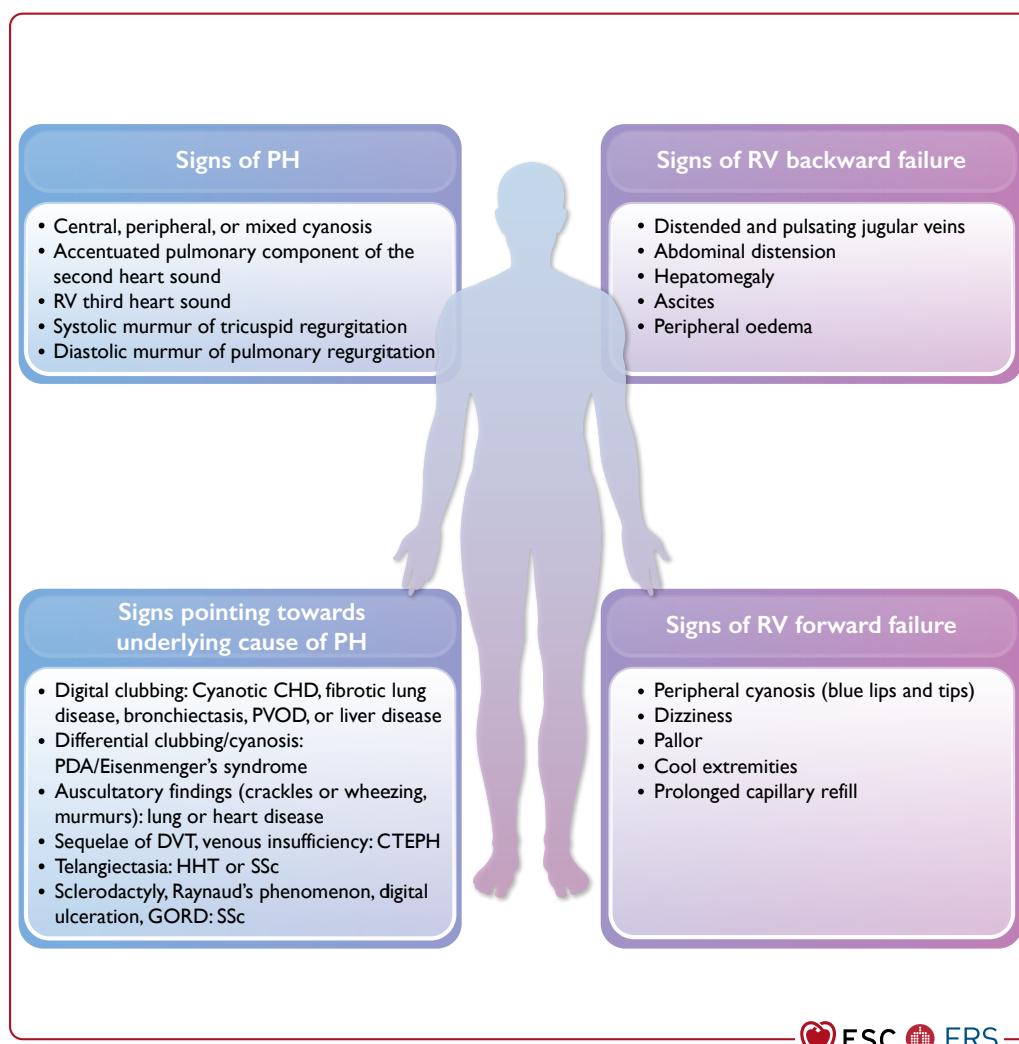 Signs of PH
• Central, peripheral, or mixed cyanosis
• Accentuated pulmonary component of the
second heart sound
• RV third heart sound
• Systolic murmur of tricuspid regurgitation
• Diastolic murmur of pulmonary regurgitation
Signs of RV backward failure
• Distended and pulsating jugular veins
• Abdominal distension
• Hepatomegaly
• Ascites
• Peripheral oedema
Signs pointing towards
underlying cause of PH
• Digital clubbing: Cyanotic CHD, fibrotic lung
disease, bronchiectasis, PVOD, or liver disease
• Differential clubbing/cyanosis:
PDA/Eisenmenger's syndrome
• Auscultatory findings (crackles or wheezing,
murmurs): lung or heart disease
• Sequelae of DVT, venous insufficiency: CTEPH
• Telangiectasia: HHT or SSc
• Sclerodactyly, Raynaud's phenomenon, digital
ulceration, GORD: SSc
Signs of RV forward failure
• Peripheral cyanosis (blue lips and tips)
• Dizziness
• Pallor
• Cool extremities
• Prolonged capillary refill
ESC ERS